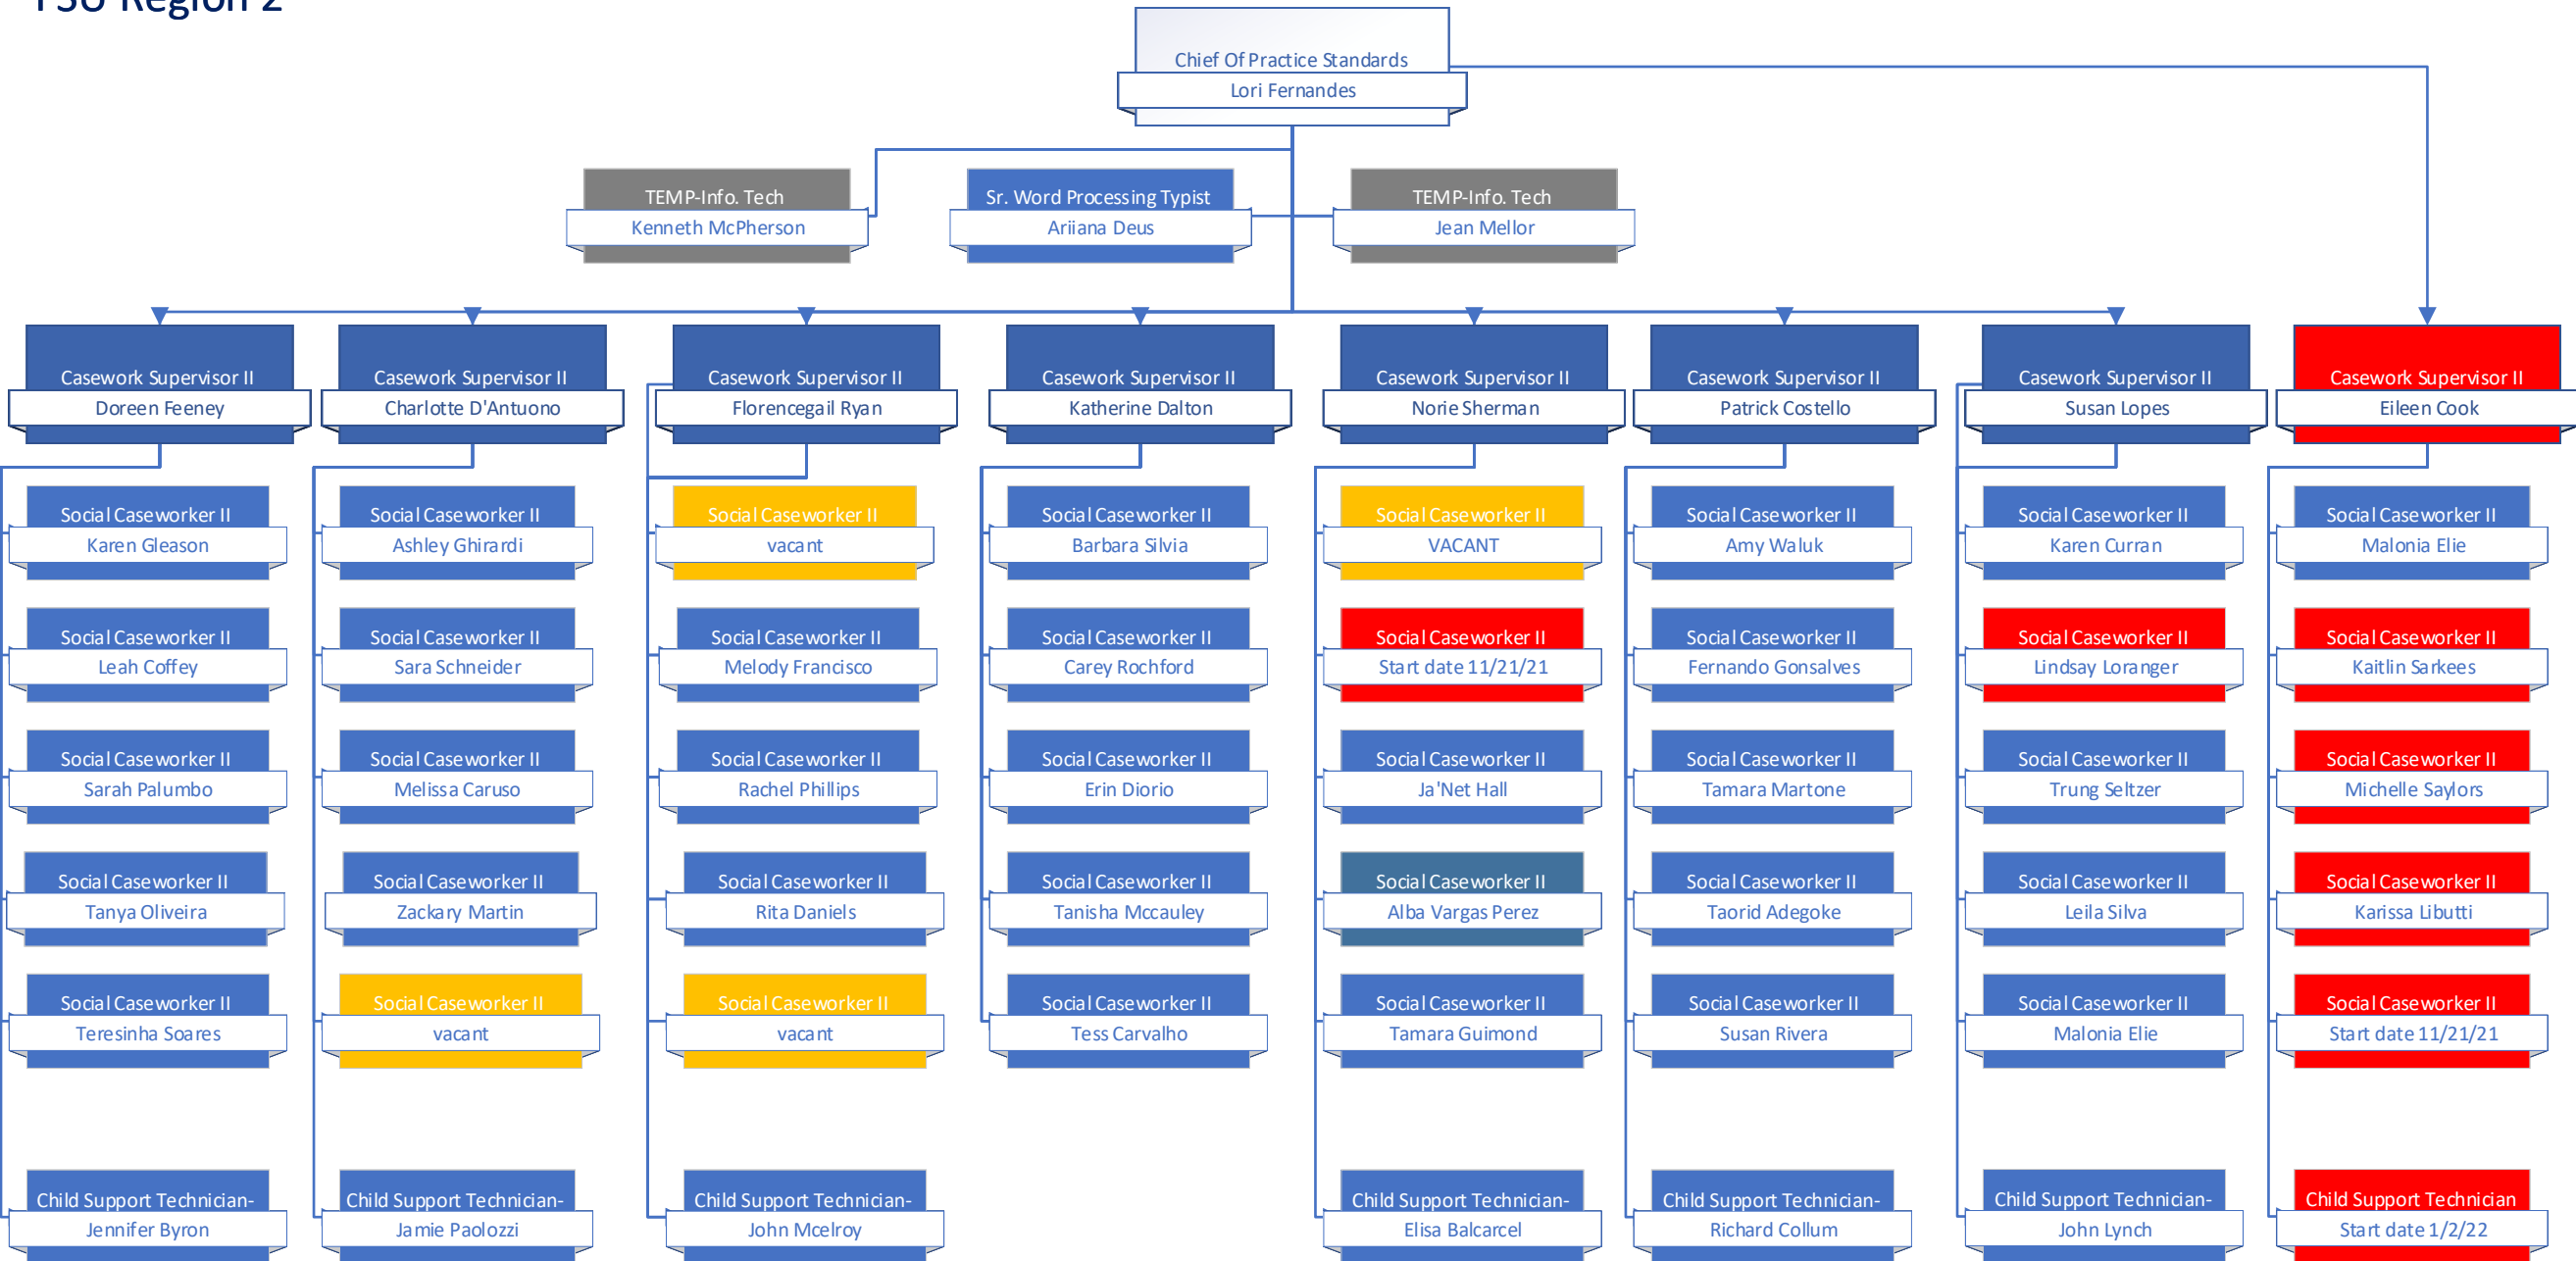 Region 2
Chief Of Practice Standards
Lori Fernandes
TEMP-Info. Tech
Kenneth McPherson
Sr. Word Processing Typist
Ariiana Deus
TEMP-Info. Tech
Jean Mellor
Casework Supervisor II
Doreen Feeney
Casework Supervisor II
Charlotte D'Antuono
Casework Supervisor II
Florencegail Ryan
Casework Supervisor II
Katherine Dalton
Casework Supervisor II
Norie Sherman
Casework Supervisor II
Patrick Costello
Casework Supervisor II
Susan Lopes
Casework Supervisor II
Eileen Cook
Social Caseworker II
Karen Gleason
Social Caseworker II
Leah Coffey
Social Caseworker II
Sarah Palumbo
Social Caseworker II
Tanya Oliveira
Social Caseworker II
Teresinha Soares
Child Support Technician-
Jennifer Byron
Social Caseworker II
Ashley Ghirardi
Social Caseworker II
Sara Schneider
Social Caseworker II
Melissa Caruso
Social Caseworker II
Zackary Martin
Social Caseworker II
vacant
Child Support Technician-
Jamie Paolozzi
Social Caseworker II
vacant
Social Caseworker II
Melody Francisco
Social Caseworker II
Rachel Phillips
Social Caseworker II
Rita Daniels
Social Caseworker II
vacant
Child Support Technician-
John Mcelroy
Social Caseworker II
Barbara Silvia
Social Caseworker II
Carey Rochford
Social Caseworker II
Erin Diorio
Social Caseworker II
Tanisha Mccauley
Social Caseworker II
Tess Carvalho
Social Caseworker II
VACANT
Social Caseworker II
Start date 11/21/21
Social Caseworker II
Ja'Net Hall
Social Caseworker II
Alba Vargas Perez
Social Caseworker II
Tamara Guimond
Child Support Technician-
Elisa Balcarcel
Social Caseworker II
Amy Waluk
Social Caseworker II
Fernando Gonsalves
Social Caseworker II
Tamara Martone
Social Caseworker II
Taorid Adegoke
Social Caseworker II
Susan Rivera
Child Support Technician-
Richard Collum
Social Caseworker II
Karen Curran
Social Caseworker II
Lindsay Loranger
Social Caseworker II
Trung Seltzer
Social Caseworker II
Leila Silva
Social Caseworker II
Malonia Elie
Child Support Technician-
John Lynch
Social Caseworker II
Malonia Elie
Social Caseworker II
Kaitlin Sarkees
Social Caseworker II
Michelle Saylors
Social Caseworker II
Karissa Libutti
Social Caseworker II
Start date 11/21/21
Child Support Technician
Start date 1/2/22